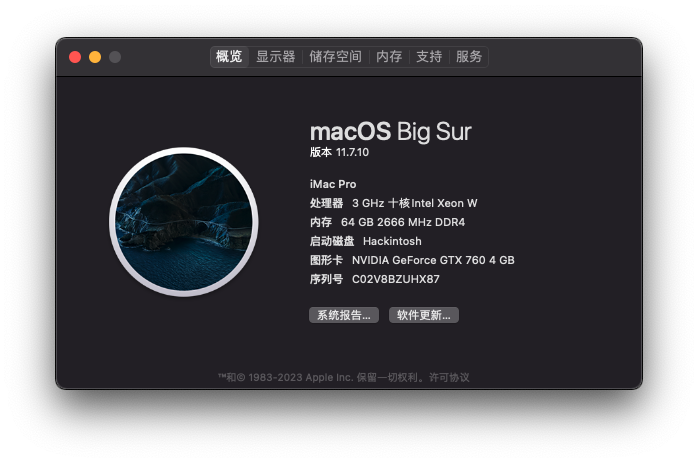 概览 显示器 储存空间 内存 支持 服务
macOS Big Sur
版本 11.7.10
iMac Pro
处理器 3 GHz 十核Intel Xeon W
内存 64 GB 2666 MHz DDR4
启动磁盘 Hackintosh
图形卡 NVIDIA GeForce GTX 760 4 GB
序列号 C02V8BZUHX87
系统报告... 软件更新...
™和© 1983-2023 Apple Inc. 保留一切权利。许可协议